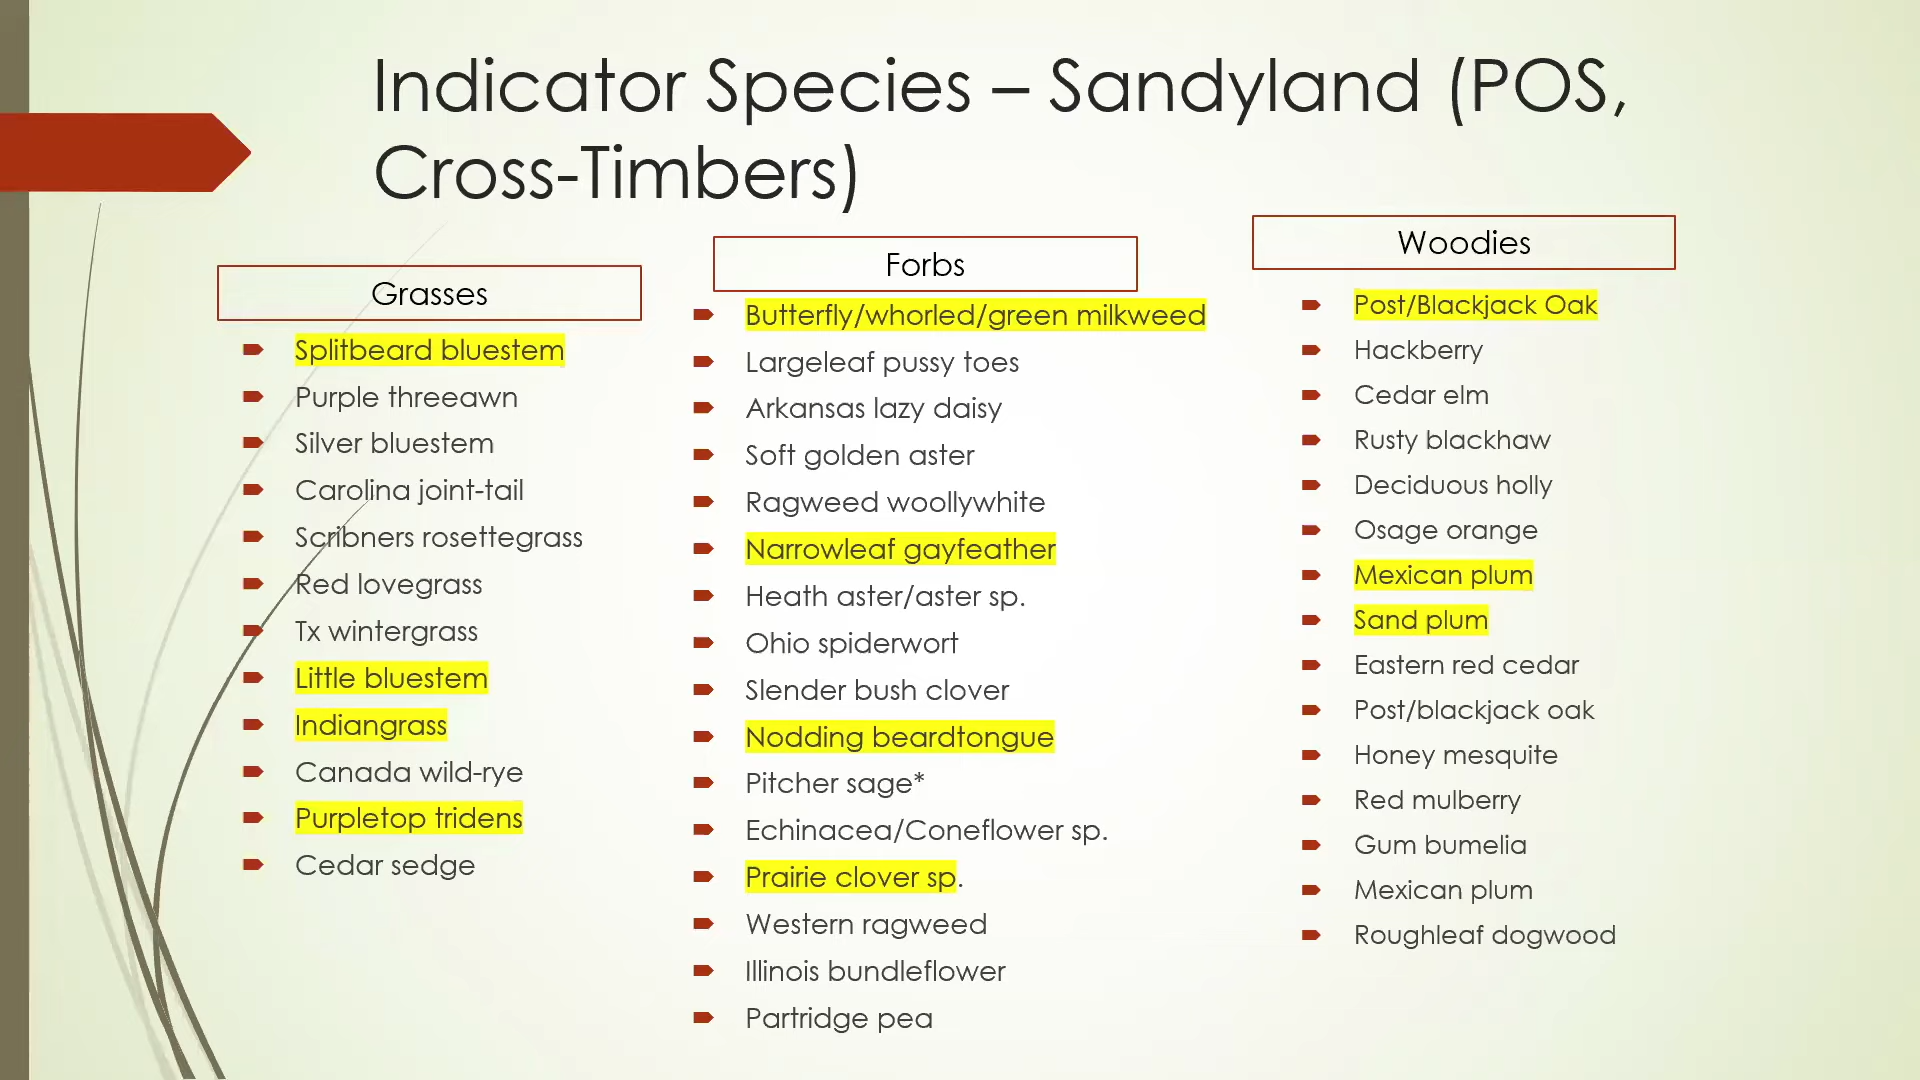 Indicator Species – Sandyland (POS,
Cross-Timbers)
Grasses
Splitbeard bluestem
Purple threeawn
Silver bluestem
Carolina joint-tail
Scribners rosettegrass
Red lovegrass
Tx wintergrass
Little bluestem
Indiangrass
Canada wild-rye
Purpletop tridens
Cedar sedge
Forbs
Butterfly/whorled/green milkweed
Largeleaf pussy toes
Arkansas lazy daisy
Soft golden aster
Ragweed woollywhite
Narrowleaf gayfeather
Heath aster/aster sp.
Ohio spiderwort
Slender bush clover
Nodding beardtongue
Pitcher sage*
Echinacea/Coneflower sp.
Prairie clover sp.
Western ragweed
Illinois bundleflower
Partridge pea
Woodies
Post/Blackjack Oak
Hackberry
Cedar elm
Rusty blackhaw
Deciduous holly
Osage orange
Mexican plum
Sand plum
Eastern red cedar
Post/blackjack oak
Honey mesquite
Red mulberry
Gum bumelia
Mexican plum
Roughleaf dogwood